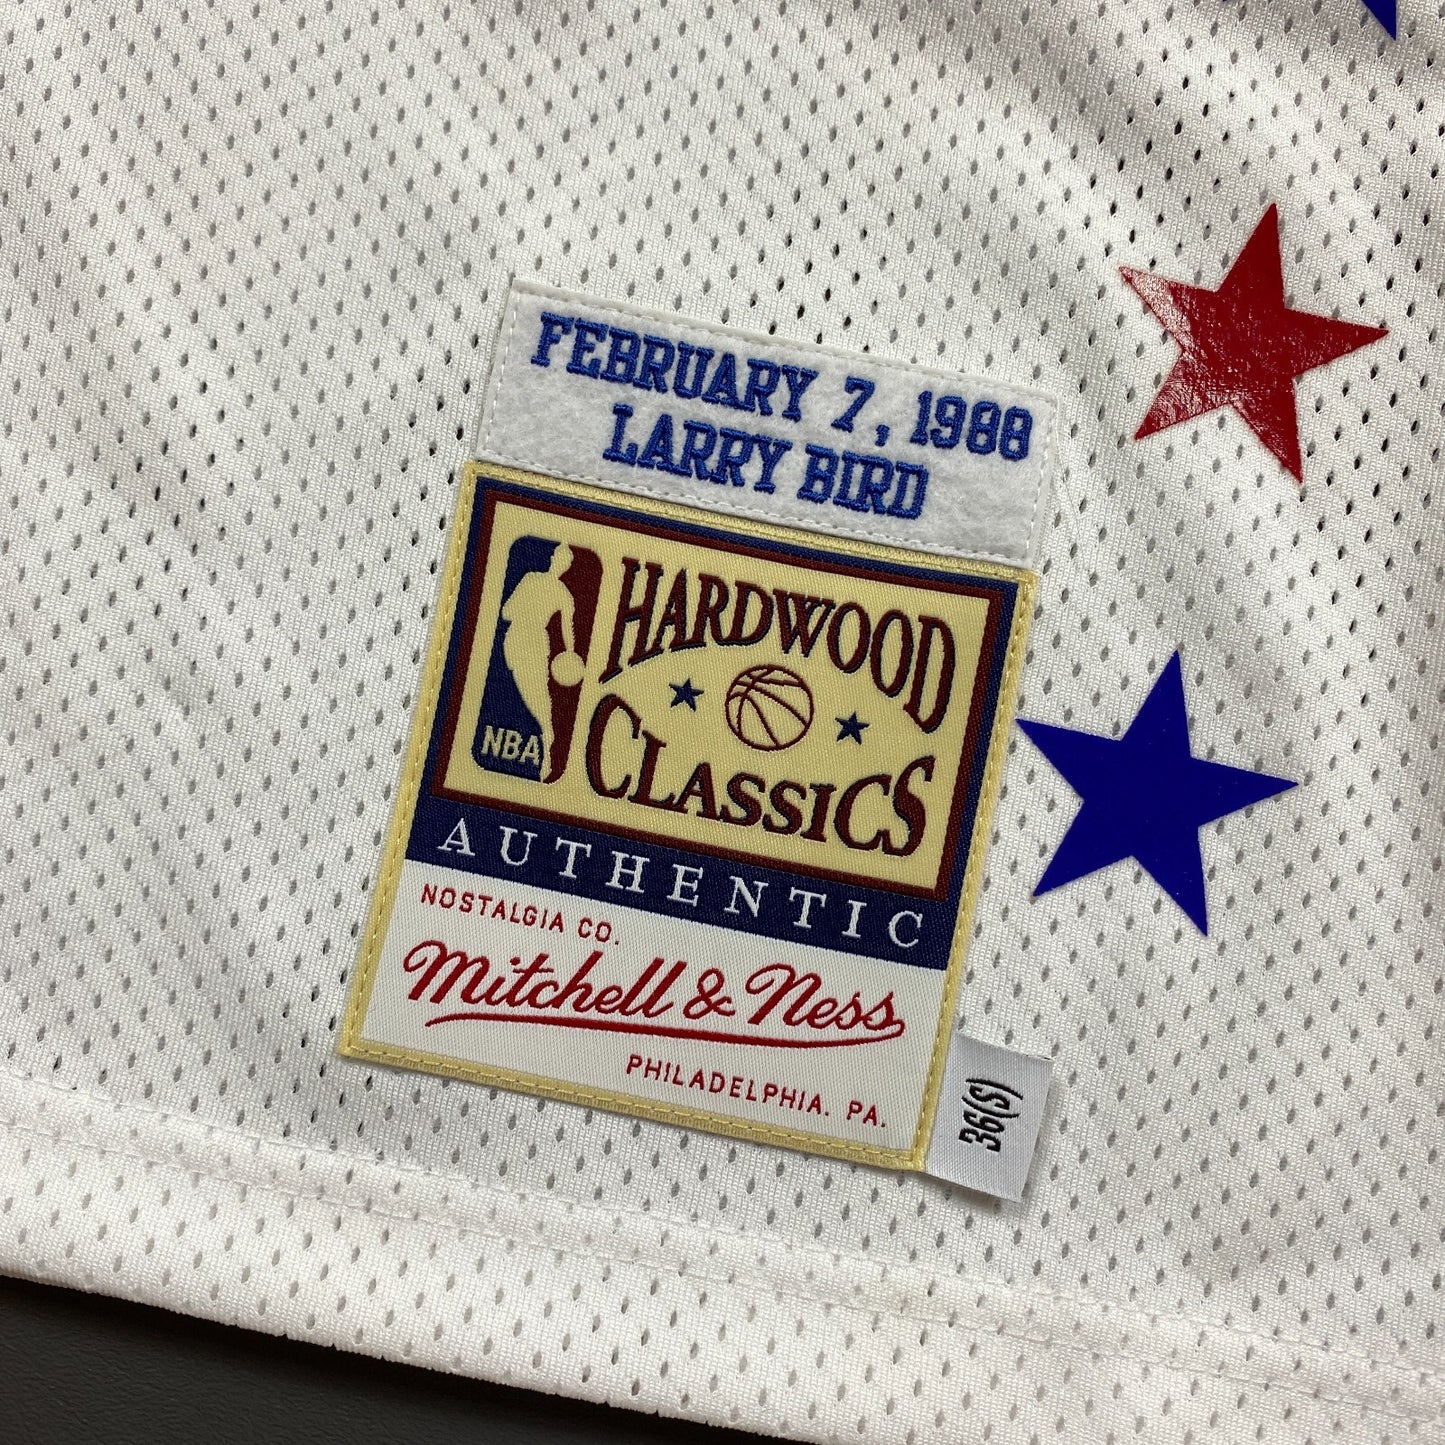 FEBRUARY 7, 1988
LARRY BIRD
NBA
HARDWOOD
CLASSICS
AUTHENTIC
NOSTALGIA CO.
Mitchell & Ness
PHILADELPHIA. PA.
36(S)